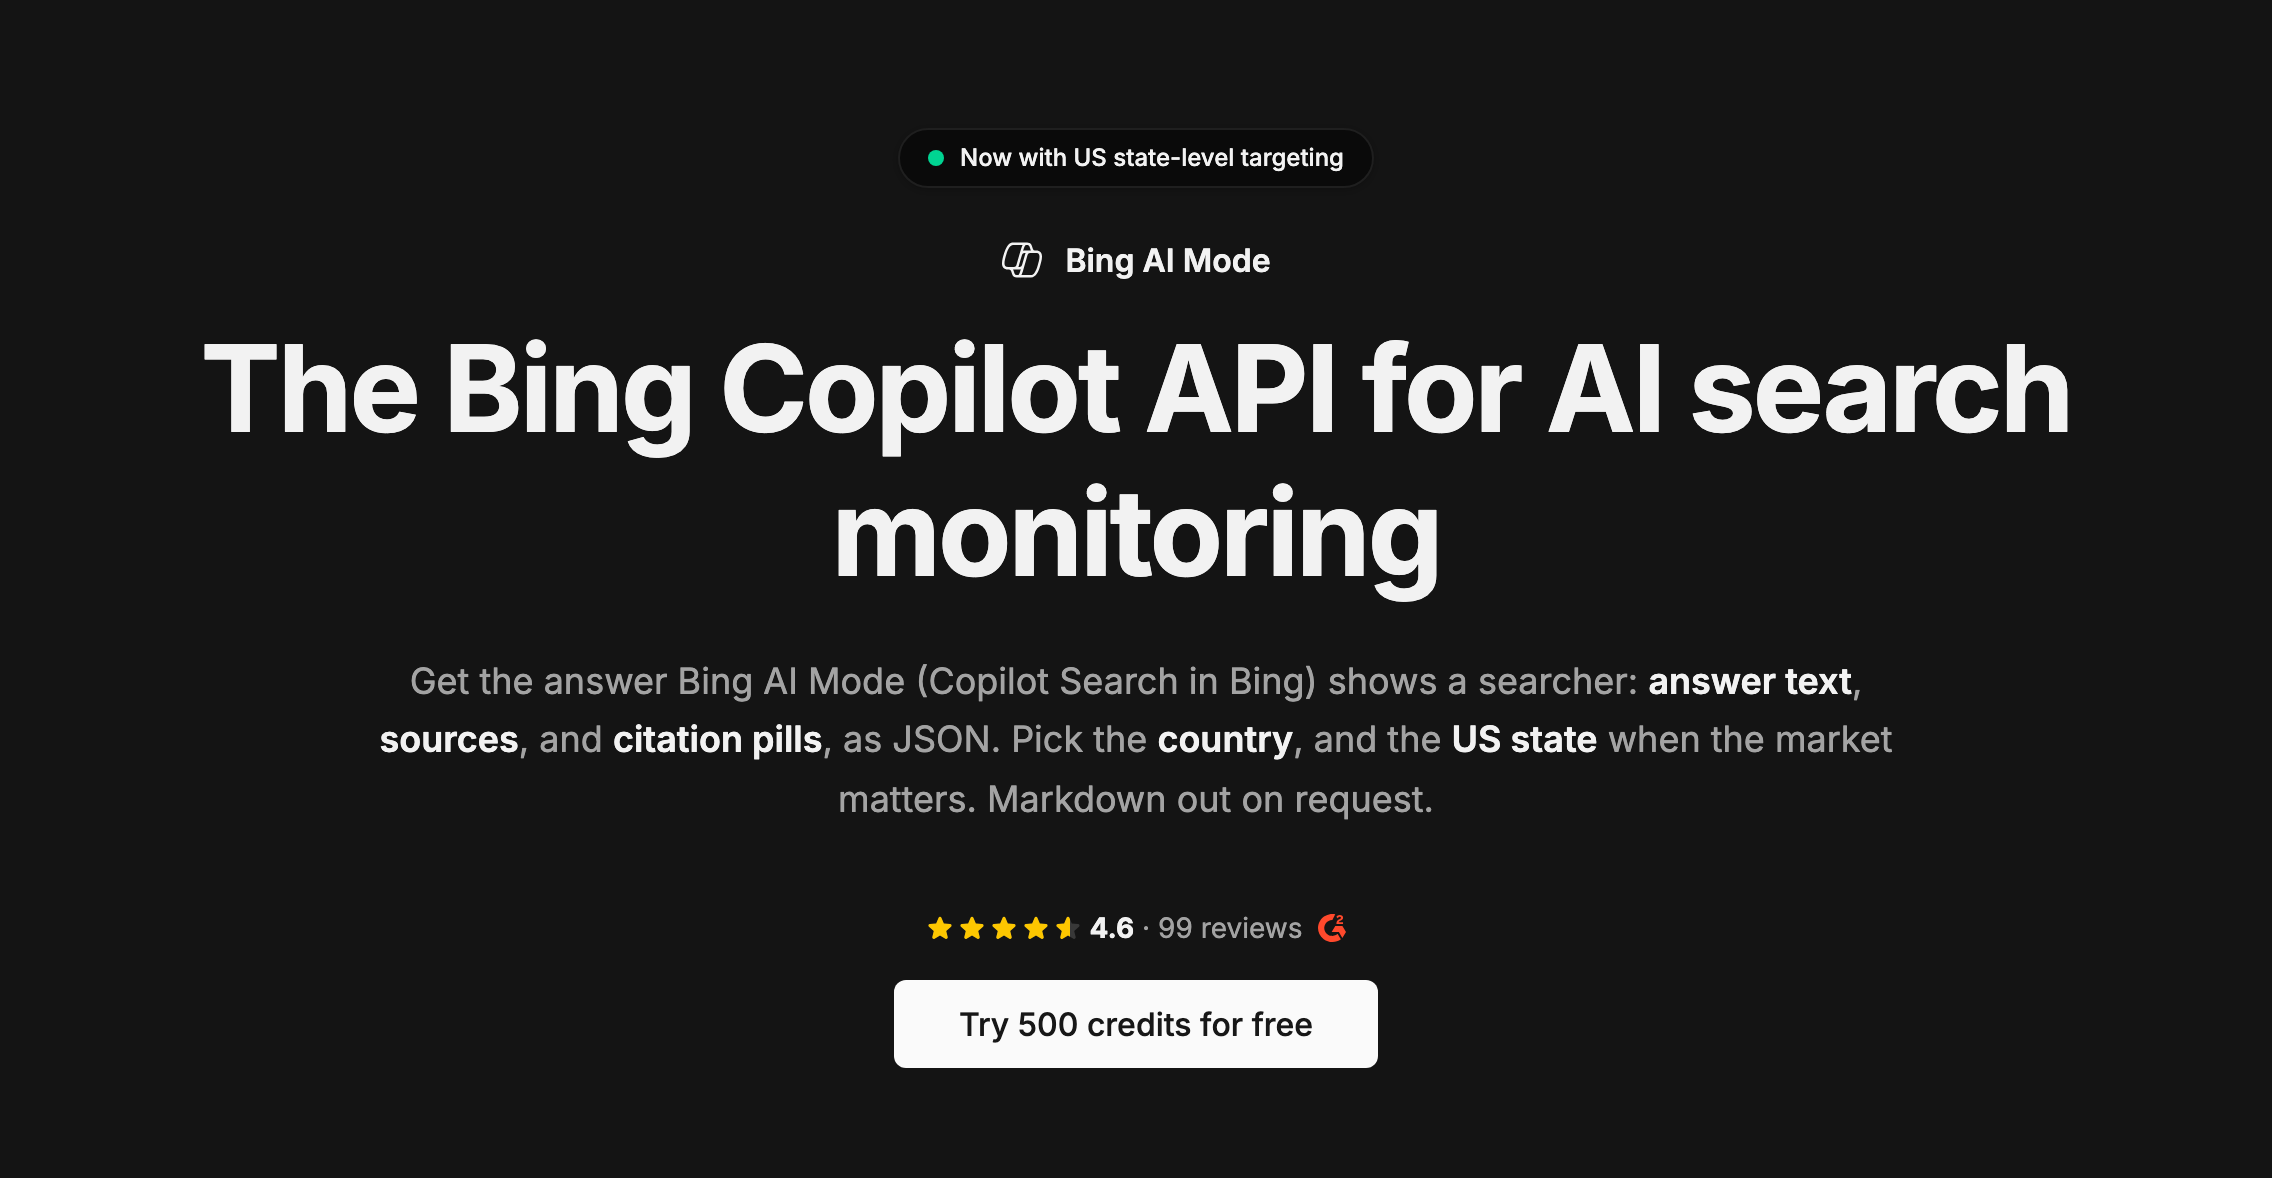 Now with US state-level targeting
Bing AI Mode
The Bing Copilot API for AI search
monitoring
Get the answer Bing AI Mode (Copilot Search in Bing) shows a searcher: answer text,
sources, and citation pills, as JSON. Pick the country, and the US state when the market
matters. Markdown out on request.
4.6 · 99 reviews G2
Try 500 credits for free